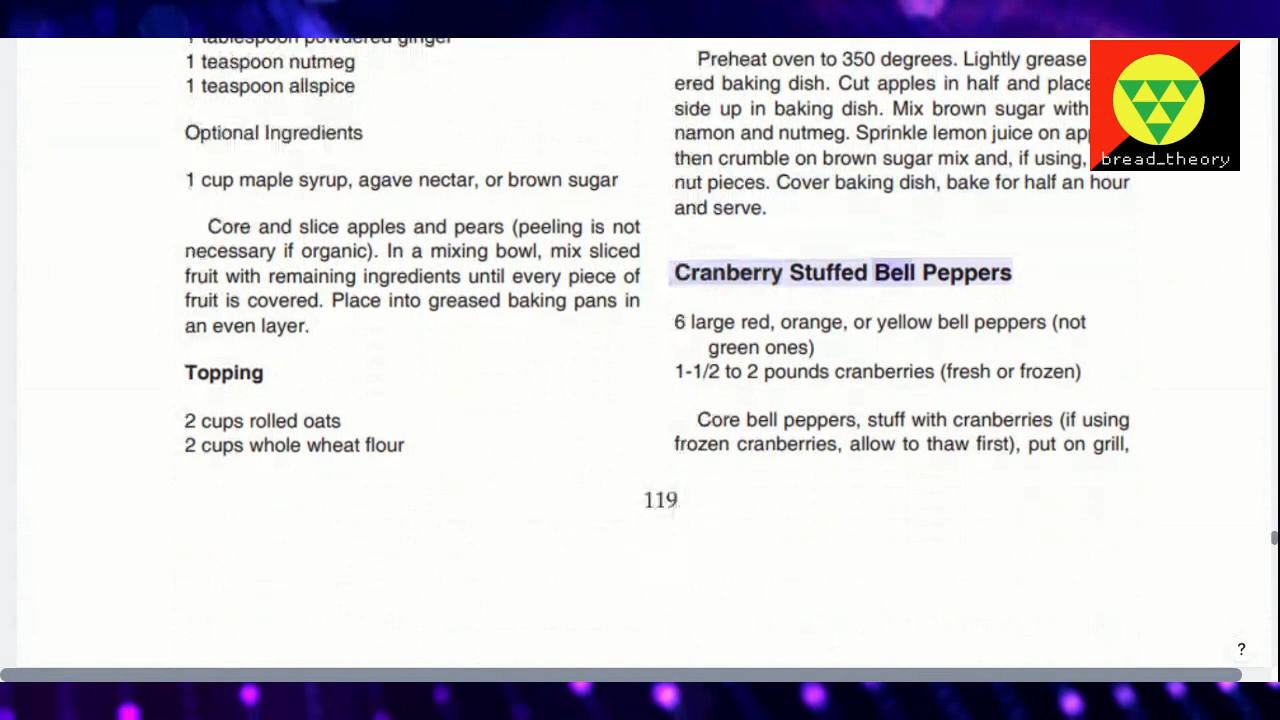 1 tablespoon powdered ginger
1 teaspoon nutmeg
1 teaspoon allspice
Optional Ingredients
1 cup maple syrup, agave nectar, or brown sugar
Core and slice apples and pears (peeling is not
necessary if organic). In a mixing bowl, mix sliced
fruit with remaining ingredients until every piece of
fruit is covered. Place into greased baking pans in
an even layer.
Topping
2 cups rolled oats
2 cups whole wheat flour
Preheat oven to 350 degrees. Lightly grease
ered baking dish. Cut apples in half and place
side up in baking dish. Mix brown sugar with
namon and nutmeg. Sprinkle lemon juice on
then crumble on brown sugar mix and, if using,
nut pieces. Cover baking dish, bake for half an hour
and serve.
Cranberry Stuffed Bell Peppers
6 large red, orange, or yellow bell peppers (not
green ones)
1-1/2 to 2 pounds cranberries (fresh or frozen)
Core bell peppers, stuff with cranberries (if using
frozen cranberries, allow to thaw first), put on grill,
119
bread_theory
?